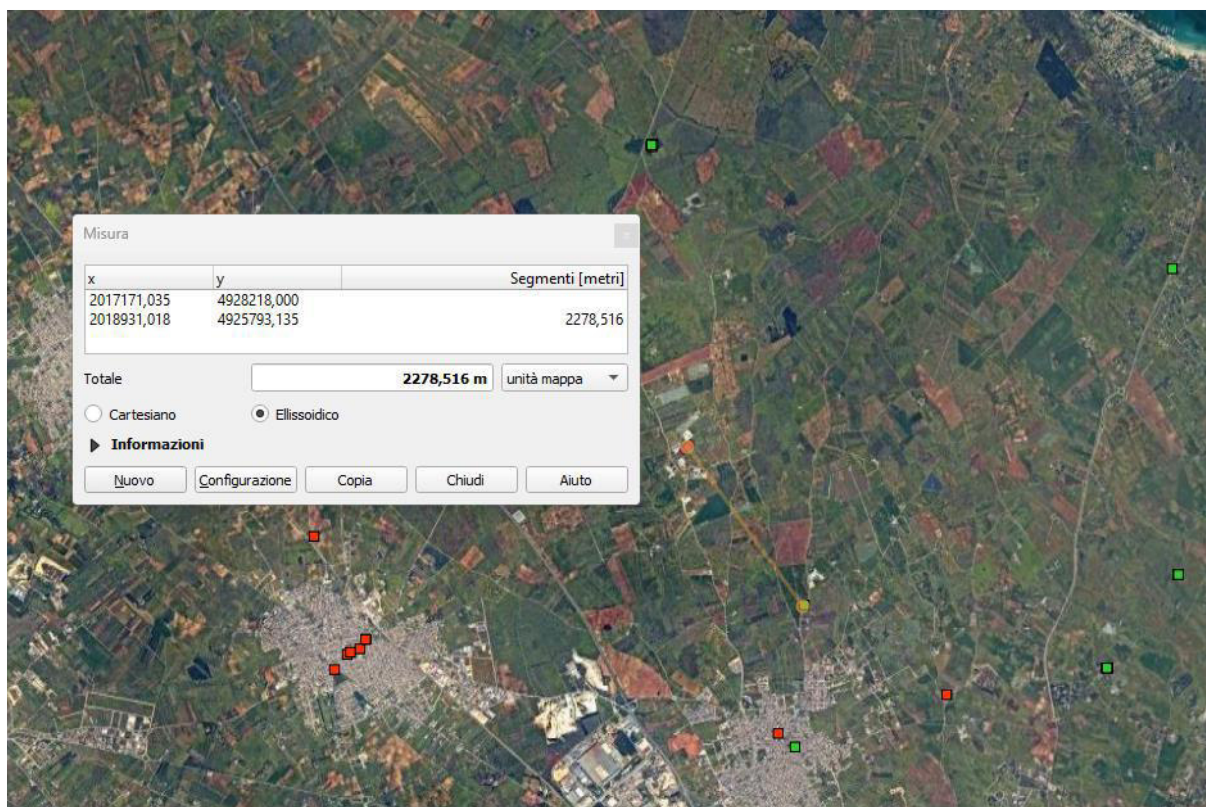 Misura
x y Segmenti [metri]
2017171,035 4928218,000
2018931,018 4925793,135 2278,516
Totale 2278,516 m unità mappa
Cartesiano Ellissoidico
Informazioni
Nuovo Configurazione Copia Chiudi Aiuto